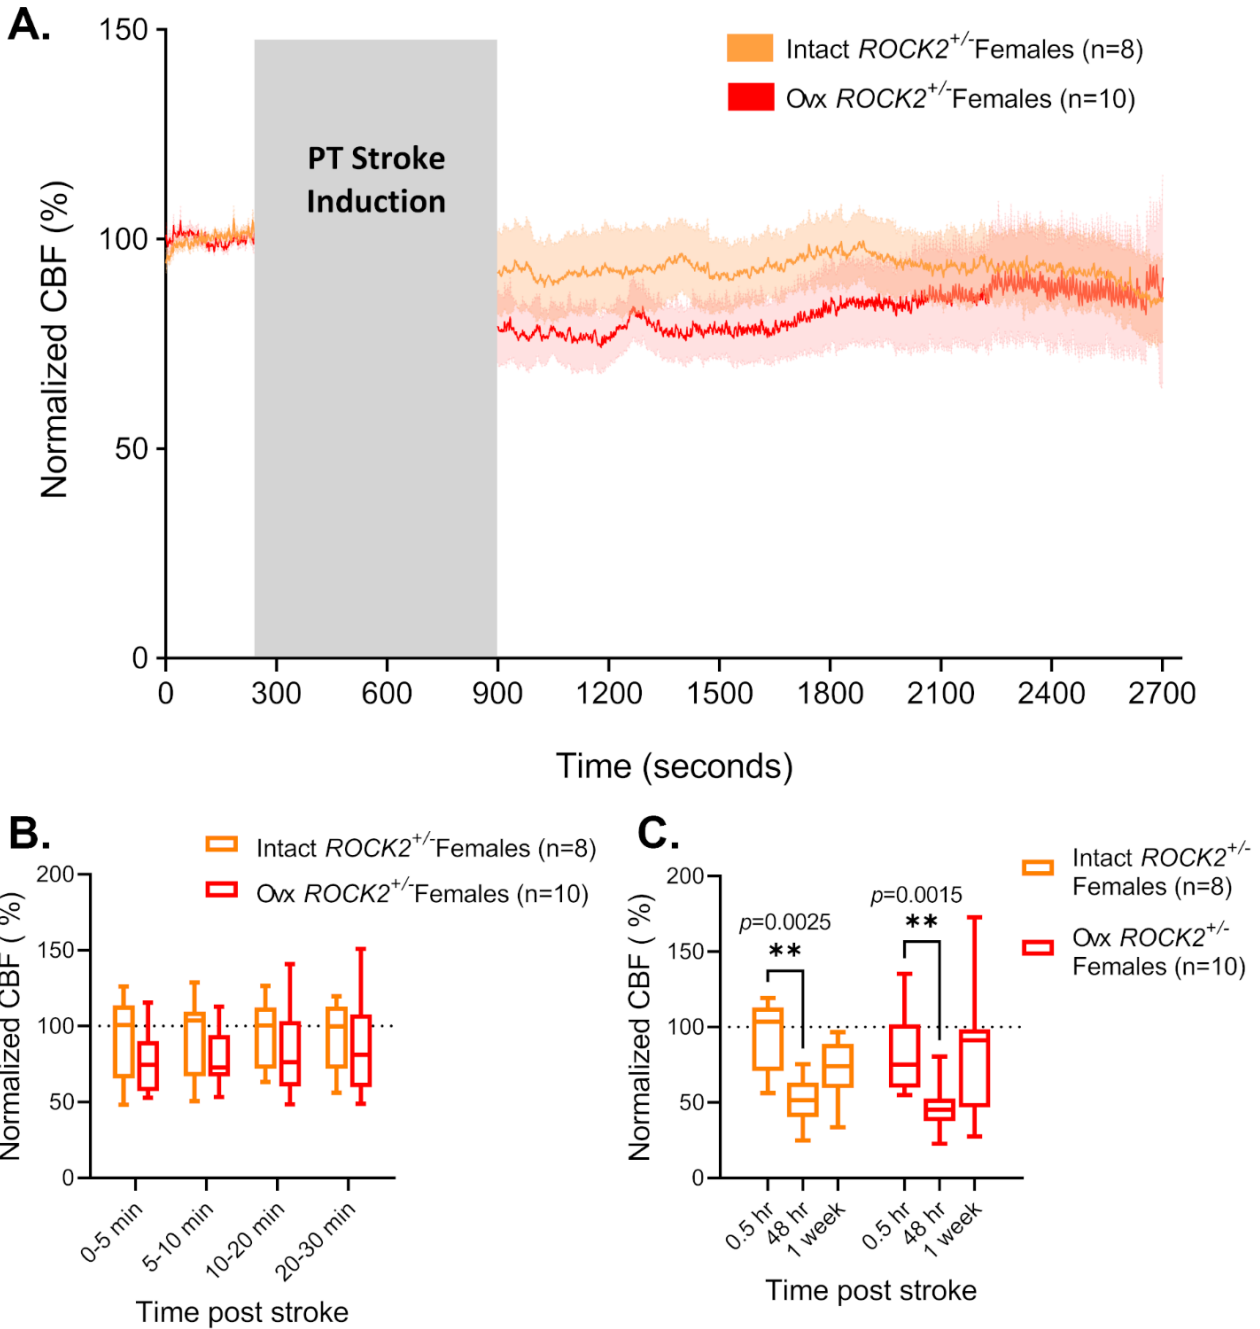 A.
150
100
50
0
Normalized CBF (%)
PT Stroke
Induction
Intact ROCK2+/-Females (n=8)
Ovx ROCK2+/-Females (n=10)
0 300 600 900 1200 1500 1800 2100 2400 2700
Time (seconds)
B.
Intact ROCK2+/-Females (n=8)
Ovx ROCK2+/-Females (n=10)
200
150
100
50
0
Normalized CBF ( %)
0-5 min 5-10 min 10-20 min 20-30 min
Time post stroke
C.
Intact ROCK2+/-
Females (n=8)
Ovx ROCK2+/-
Females (n=10)
200
150
100
50
0
Normalized CBF ( %)
p=0.0025
**
p=0.0015
**
0.5 hr 48 hr 1 week 0.5 hr 48 hr 1 week
Time post stroke